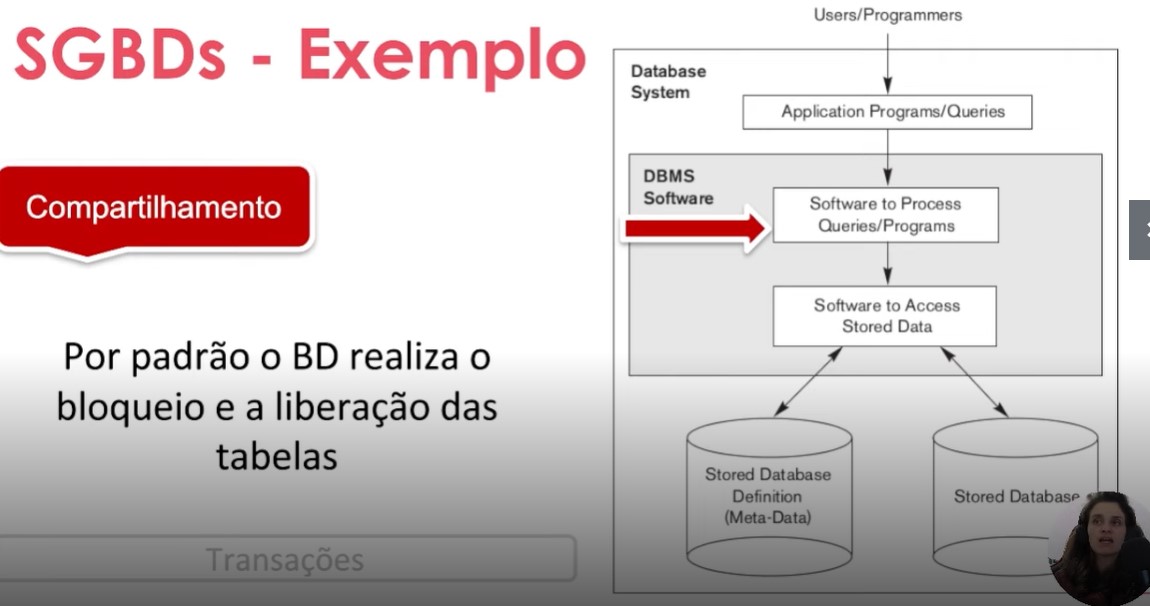 SGBDs - Exemplo
Compartilhamento
Por padrão o BD realiza o
bloqueio e a liberação das
tabelas
Transações
Users/Programmers
Database
System
Application Programs/Queries
DBMS
Software
Software to Process
Queries/Programs
Software to Access
Stored Data
Stored Database
Definition
(Meta-Data)
Stored Database